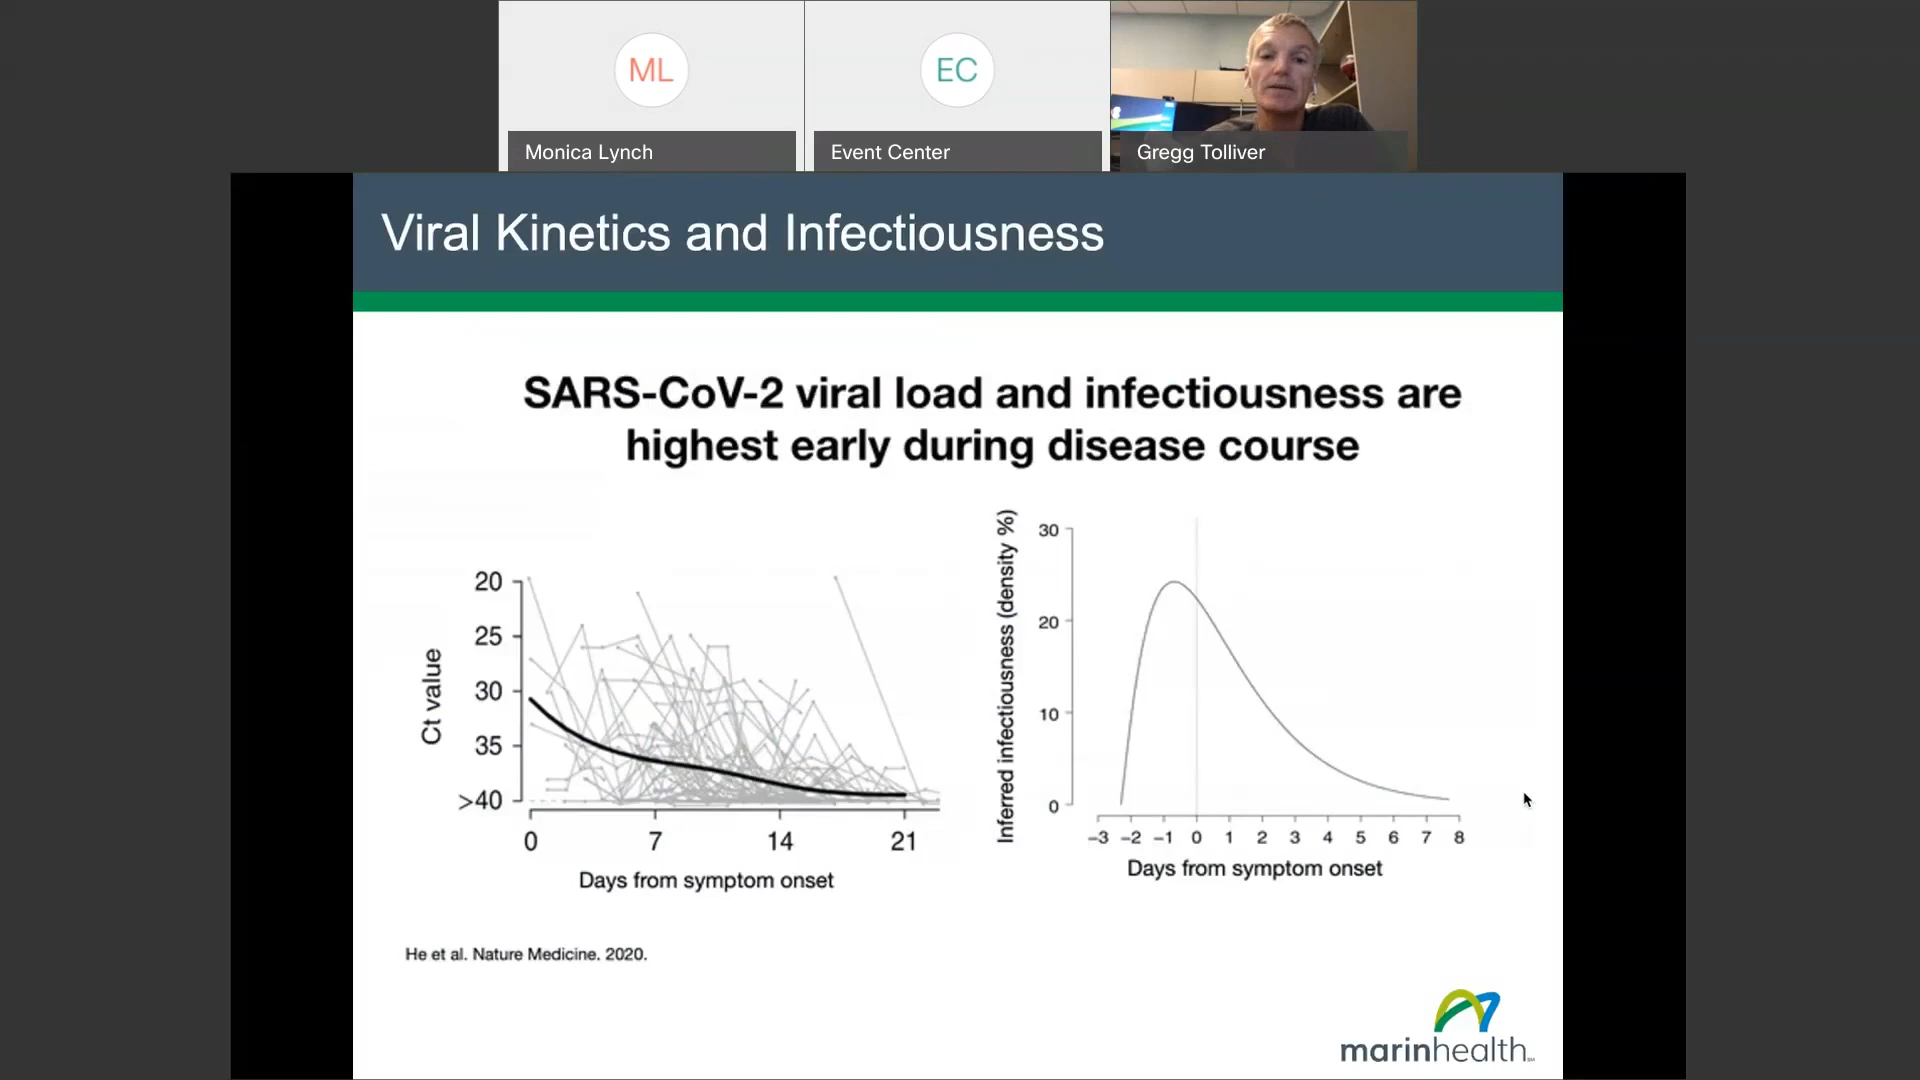 ML
EC
Monica Lynch
Event Center
Gregg Tolliver
Viral Kinetics and Infectiousness
SARS-CoV-2 viral load and infectiousness are
highest early during disease course
Ct value
20
25
30
35
>40
0 7 14 21
Days from symptom onset
Inferred infectiousness (density %)
30
20
10
0
−3 −2 −1 0 1 2 3 4 5 6 7 8
Days from symptom onset
He et al. Nature Medicine. 2020.
marinhealth